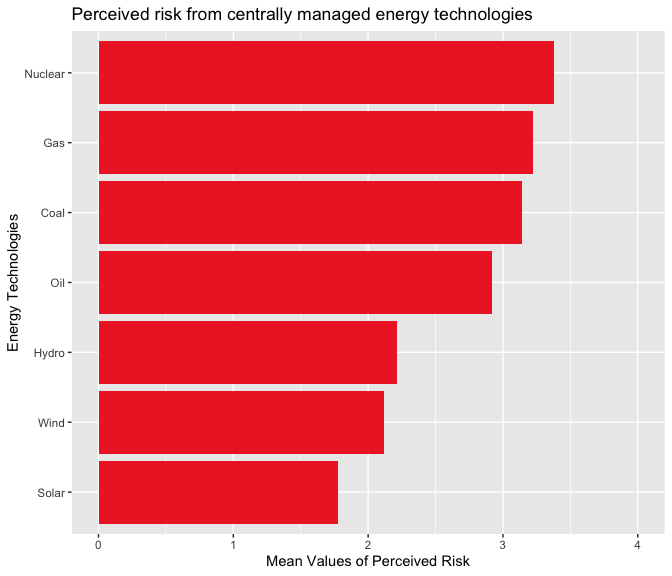 Perceived risk from centrally managed energy technologies
Energy Technologies
Nuclear
Gas
Coal
Oil
Hydro
Wind
Solar
0 1 2 3 4
Mean Values of Perceived Risk